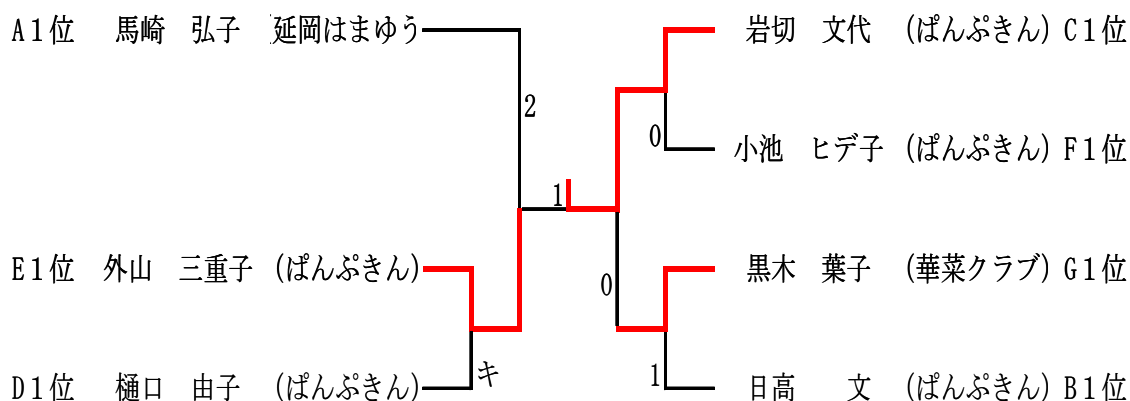 A1位 馬崎 弘子 延岡はまゆう
岩切 文代 (ぱんぷきん) C1位
2
0
小池 ヒデ子 (ぱんぷきん) F1位
1
E1位 外山 三重子 (ぱんぷきん)
黒木 葉子 (華菜クラブ) G1位
0
D1位 樋口 由子 (ぱんぷきん)
キ
1
日高 文 (ぱんぷきん) B1位